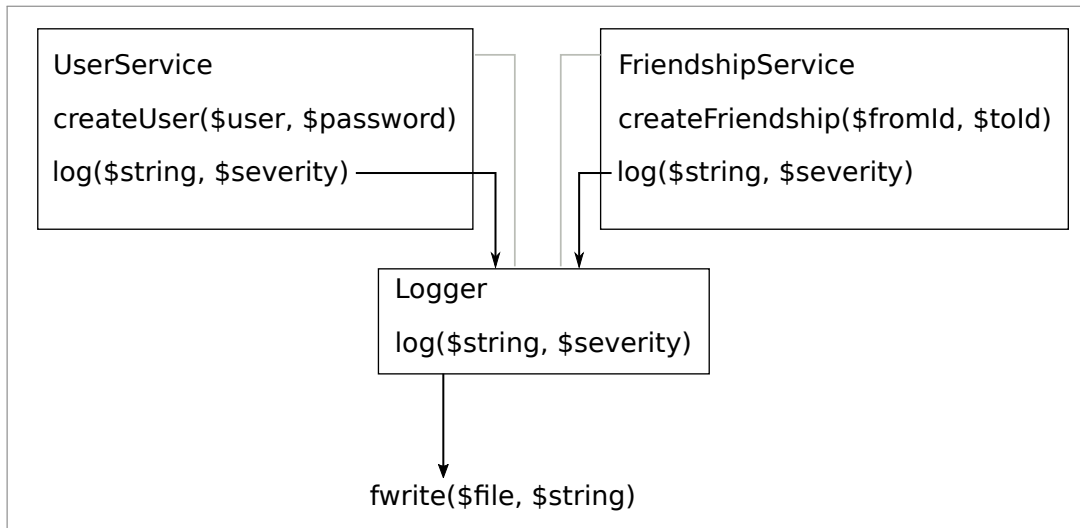 UserService
createUser($user, $password)
log($string, $severity)
FriendshipService
createFriendship($fromId, $toId)
log($string, $severity)
Logger
log($string, $severity)
fwrite($file, $string)